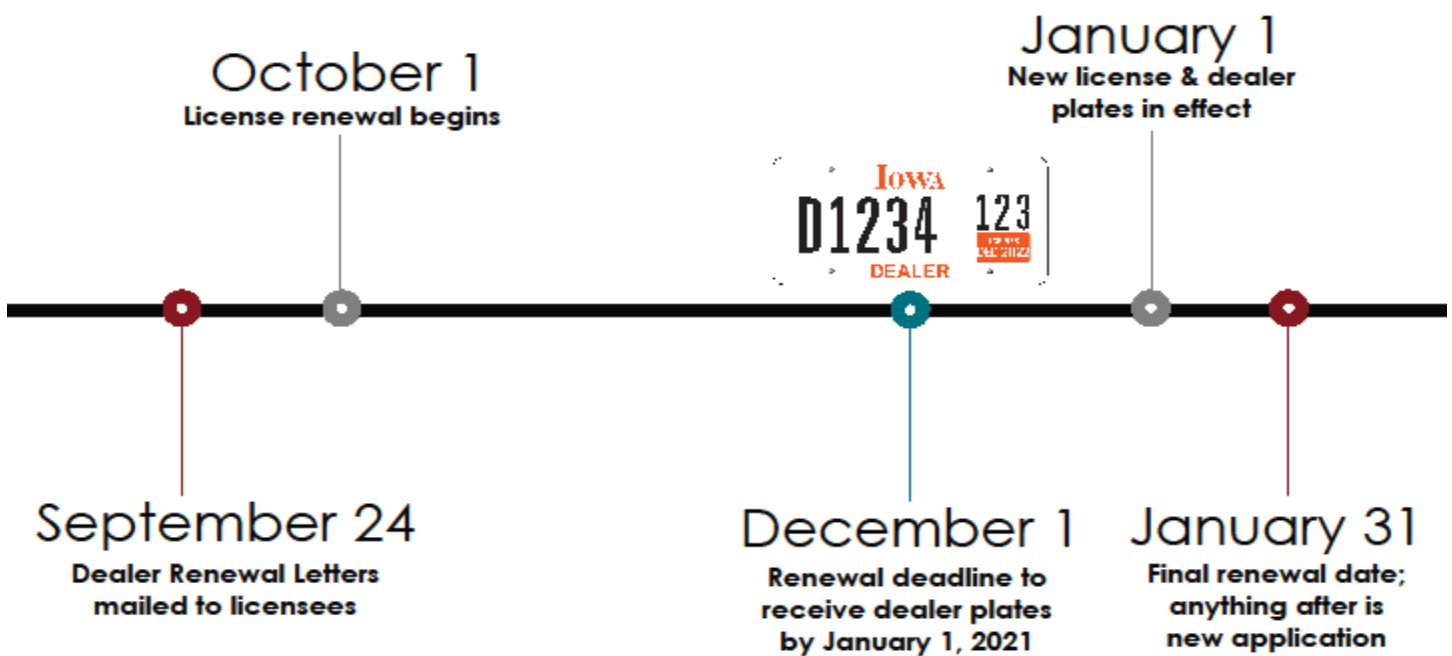 October 1
License renewal begins
January 1
New license & dealer
plates in effect
Iowa
D1234
123
DEC 2022
DEALER
September 24
Dealer Renewal Letters
mailed to licensees
December 1
Renewal deadline to
receive dealer plates
by January 1, 2021
January 31
Final renewal date;
anything after is
new application